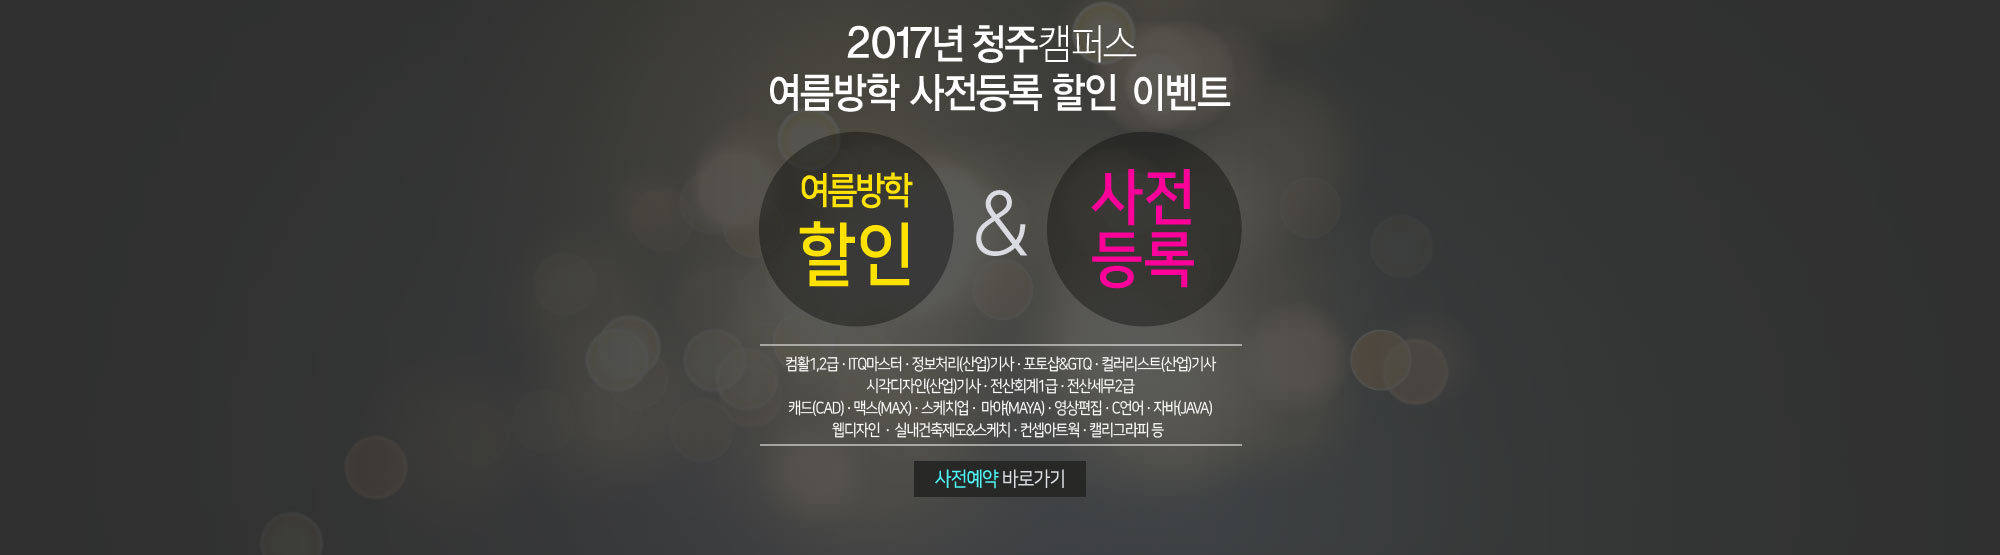 2017년 청주캠퍼스
여름방학 사전등록 할인 이벤트
여름방학
할인
&
사전
등록
컴활1,2급 · ITQ마스터 · 정보처리(산업)기사 · 포토샵&GTQ · 컬러리스트(산업)기사
시각디자인(산업)기사 · 전산회계1급 · 전산세무2급
캐드(CAD) · 맥스(MAX) · 스케치업 · 마야(MAYA) · 영상편집 · C언어 · 자바(JAVA)
웹디자인 · 실내건축제도&스케치 · 컨셉아트웍 · 캘리그라피 등
사전예약 바로가기